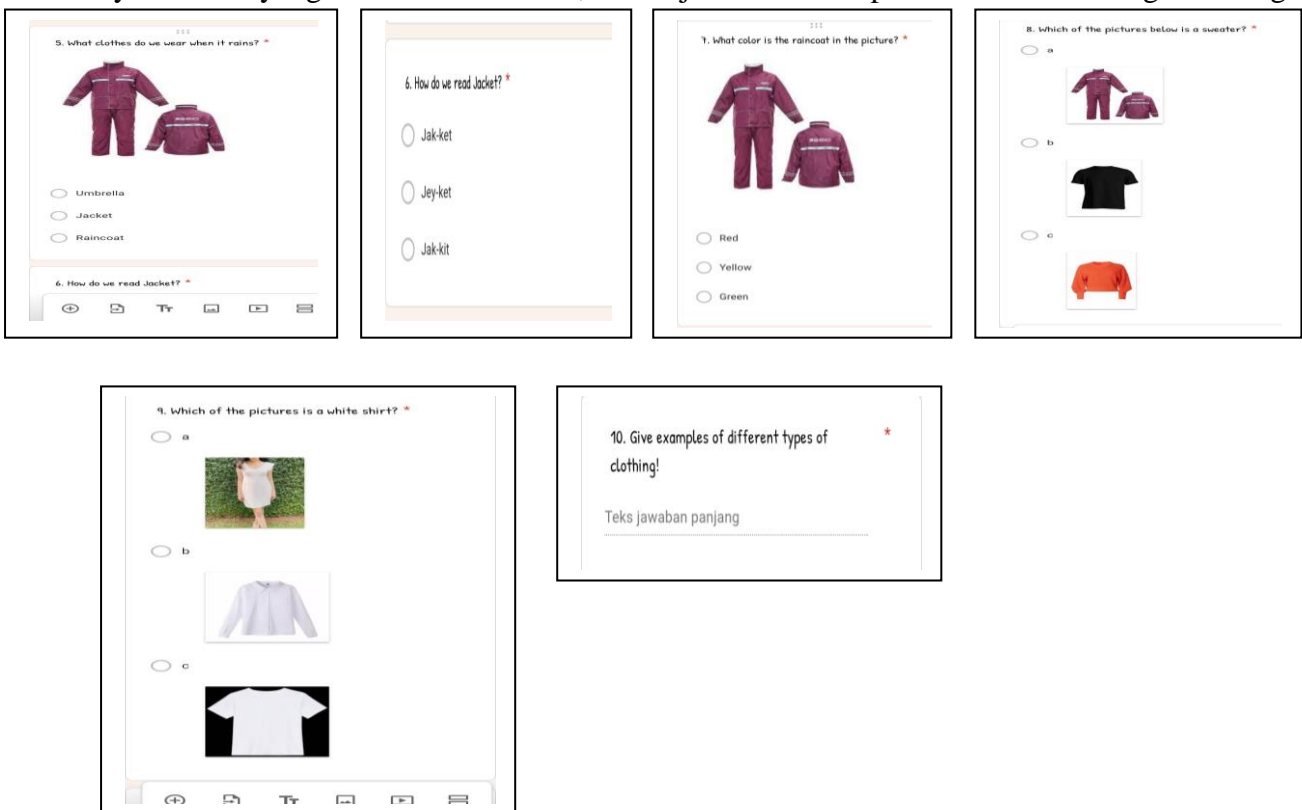 5. What clothes do we wear when it rains? *
Umbrella
Jacket
Raincoat
6. How do we read Jacket? *
6. How do we read Jacket? *
Jak-ket
Jey-ket
Jak-kit
7. What color is the raincoat in the picture? *
Red
Yellow
Green
8. Which of the pictures below is a sweater? *
a
b
c
9. Which of the pictures is a white shirt? *
a
b
c
10. Give examples of different types of *
clothing!
Teks jawaban panjang